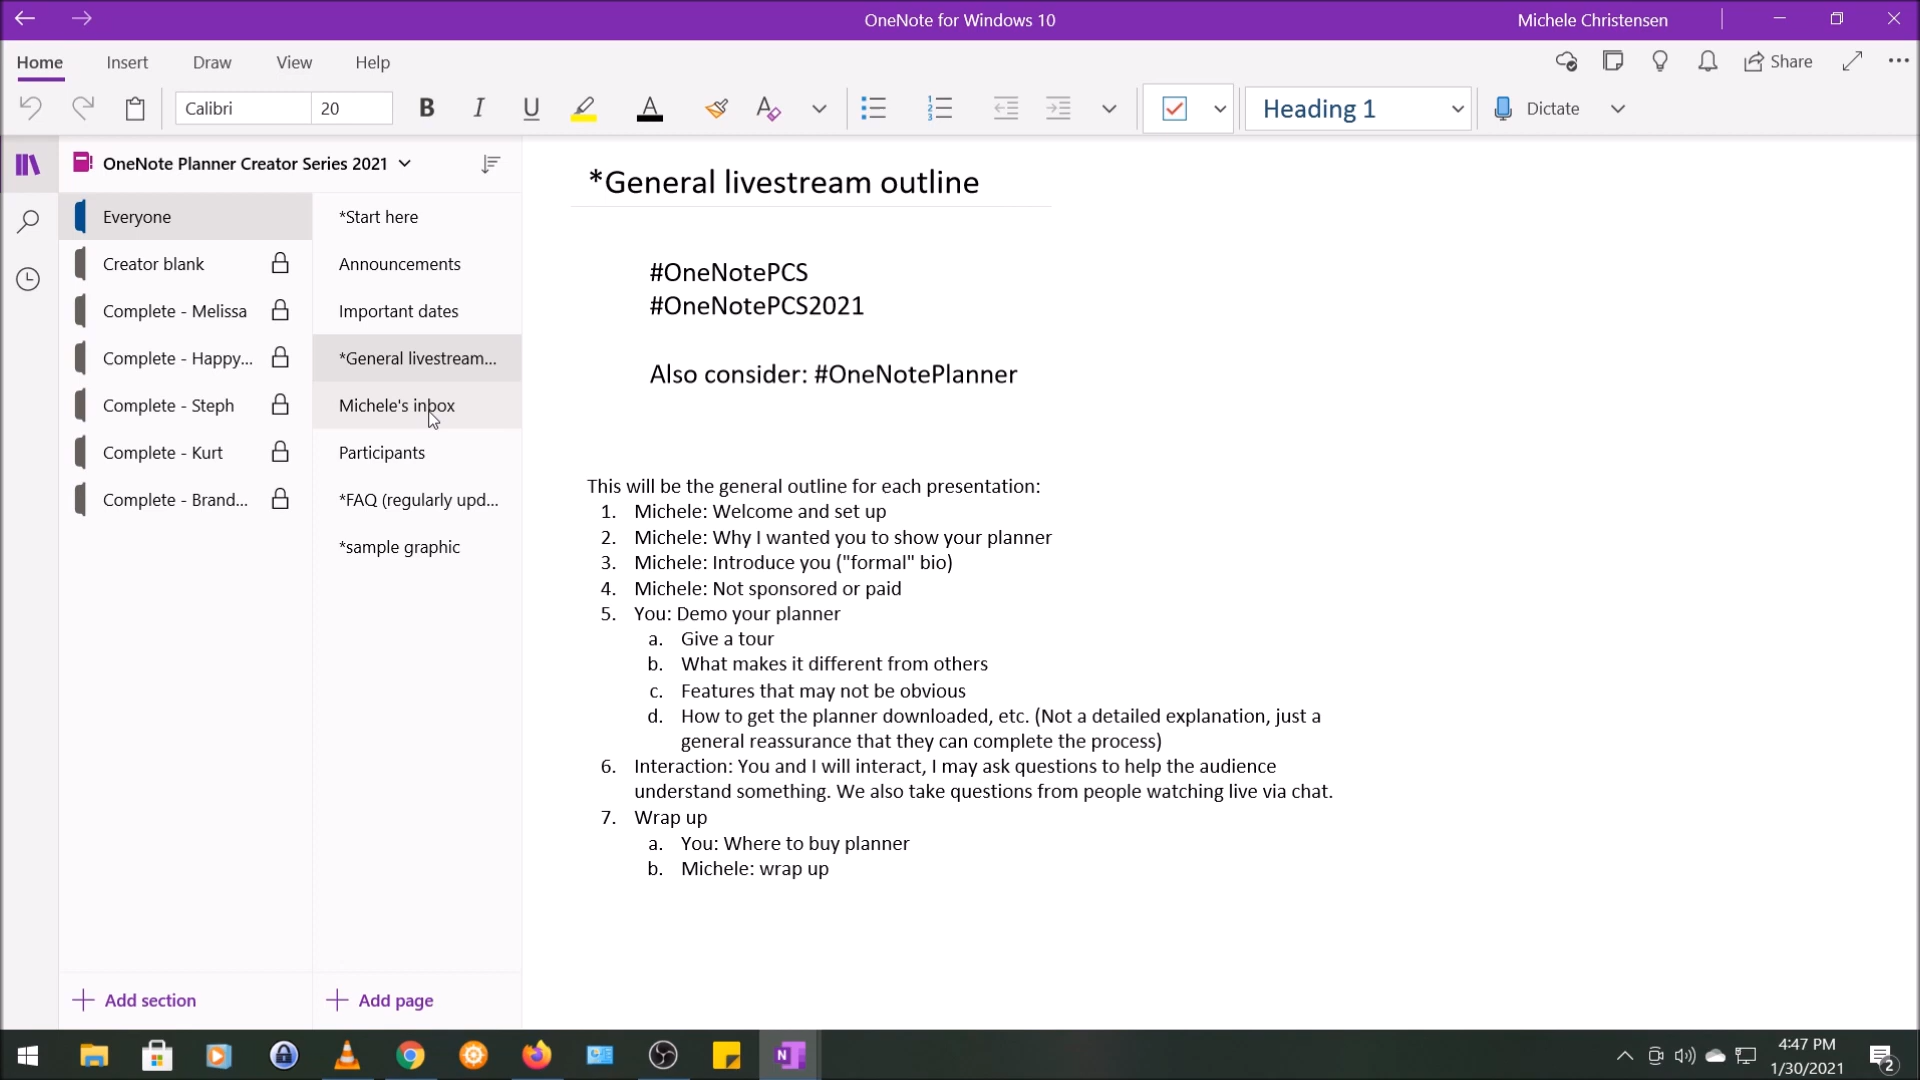 OneNote for Windows 10
Michele Christensen
Home
Insert
Draw
View
Help
Share
Calibri
20
B
I
U
A
A
Heading 1
Dictate
OneNote Planner Creator Series 2021
Everyone
Creator blank
Complete - Melissa
Complete - Happy...
Complete - Steph
Complete - Kurt
Complete - Brand...
Add section
*Start here
Announcements
Important dates
*General livestream...
Michele's inbox
Participants
*FAQ (regularly upd...
*sample graphic
Add page
*General livestream outline
#OneNotePCS
#OneNotePCS2021
Also consider: #OneNotePlanner
This will be the general outline for each presentation:
1. Michele: Welcome and set up
2. Michele: Why I wanted you to show your planner
3. Michele: Introduce you ("formal" bio)
4. Michele: Not sponsored or paid
5. You: Demo your planner
a. Give a tour
b. What makes it different from others
c. Features that may not be obvious
d. How to get the planner downloaded, etc. (Not a detailed explanation, just a
general reassurance that they can complete the process)
6. Interaction: You and I will interact, I may ask questions to help the audience
understand something. We also take questions from people watching live via chat.
7. Wrap up
a. You: Where to buy planner
b. Michele: wrap up
N
4:47 PM
1/30/2021
2